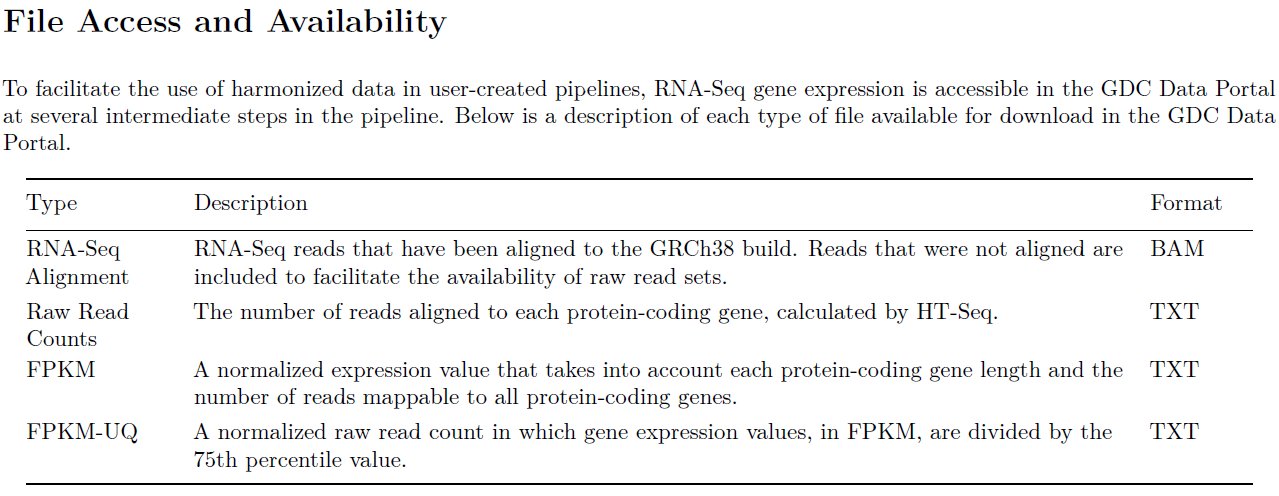 File Access and Availability
To facilitate the use of harmonized data in user-created pipelines, RNA-Seq gene expression is accessible in the GDC Data Portal
at several intermediate steps in the pipeline. Below is a description of each type of file available for download in the GDC Data
Portal.
Type Description Format
RNA-Seq RNA-Seq reads that have been aligned to the GRCh38 build. Reads that were not aligned are BAM
Alignment included to facilitate the availability of raw read sets.
Raw Read The number of reads aligned to each protein-coding gene, calculated by HT-Seq. TXT
Counts
FPKM A normalized expression value that takes into account each protein-coding gene length and the TXT
number of reads mappable to all protein-coding genes.
FPKM-UQ A normalized raw read count in which gene expression values, in FPKM, are divided by the TXT
75th percentile value.